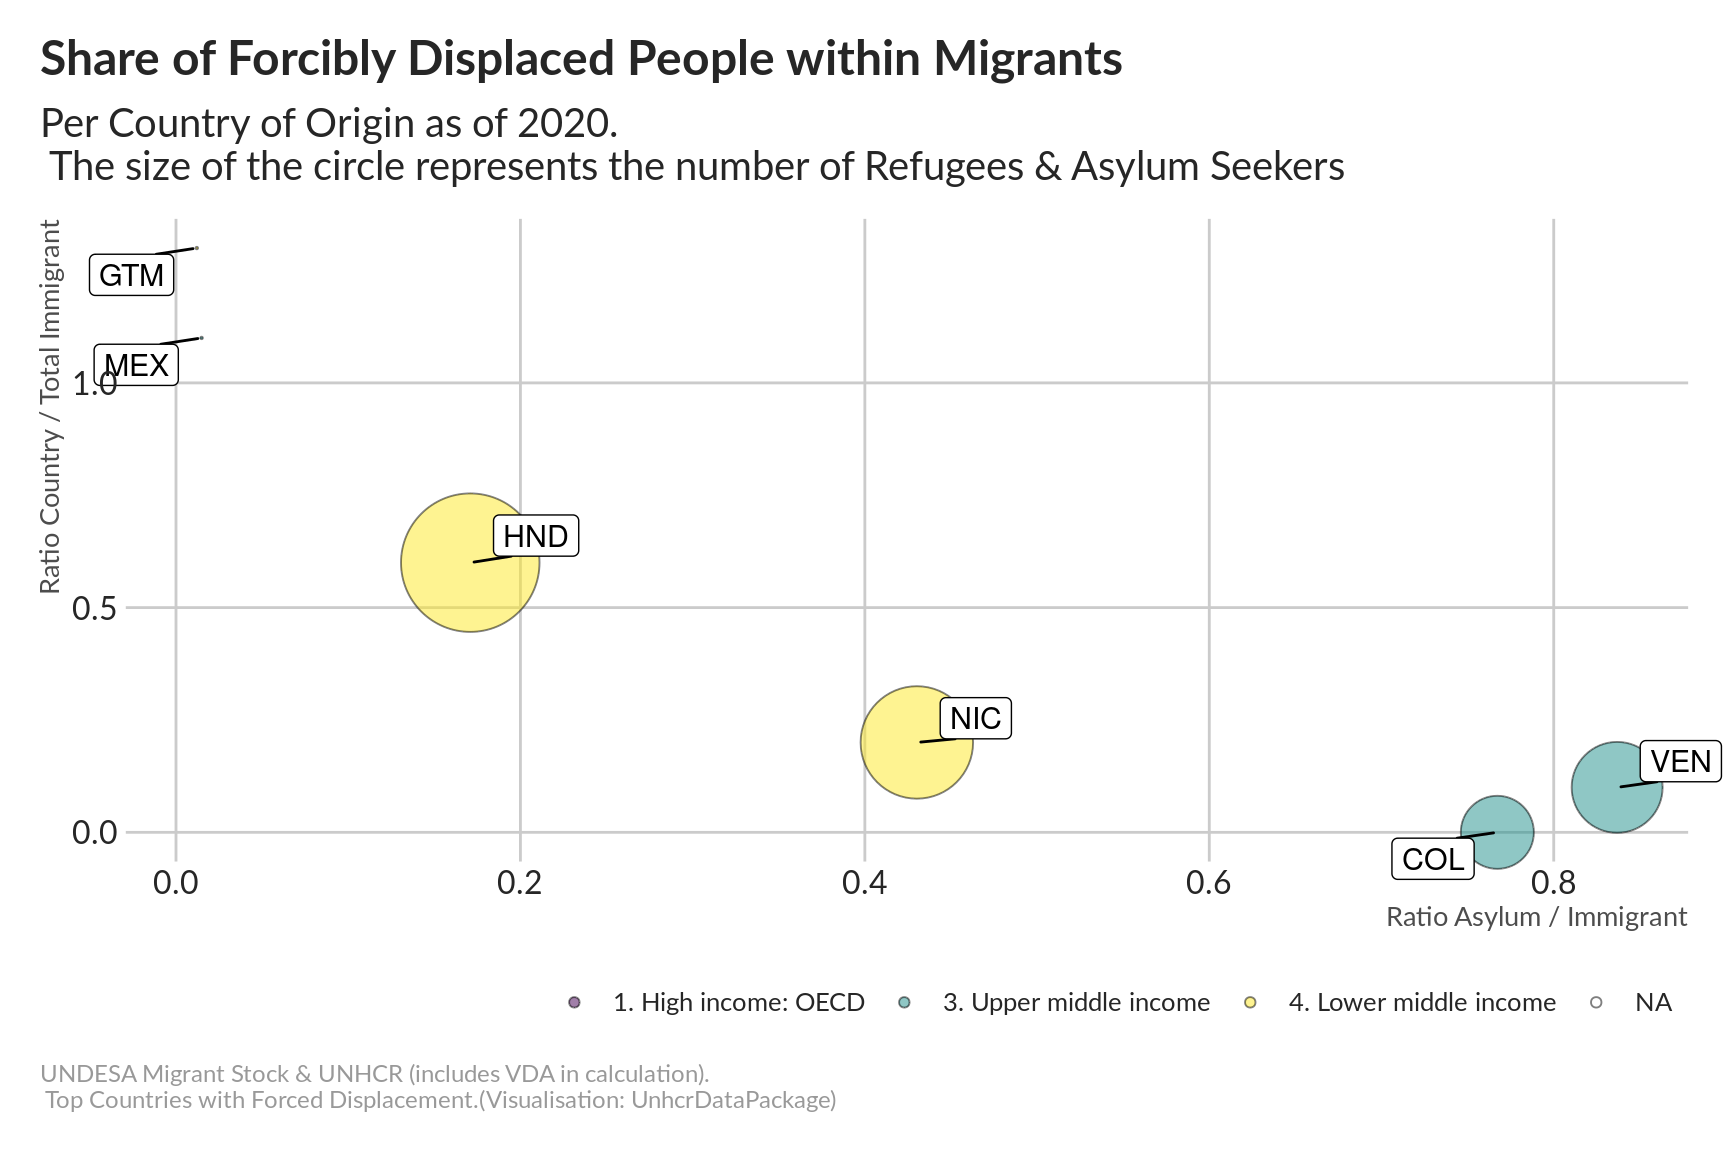 Share of Forcibly Displaced People within Migrants
Per Country of Origin as of 2020.
The size of the circle represents the number of Refugees & Asylum Seekers
Ratio Country / Total Immigrant
GTM
MEX
1.0
HND
0.5
NIC
VEN
0.0
COL
0.0 0.2 0.4 0.6 0.8
Ratio Asylum / Immigrant
1. High income: OECD 3. Upper middle income 4. Lower middle income NA
UNDESA Migrant Stock & UNHCR (includes VDA in calculation).
Top Countries with Forced Displacement.(Visualisation: UnhcrDataPackage)